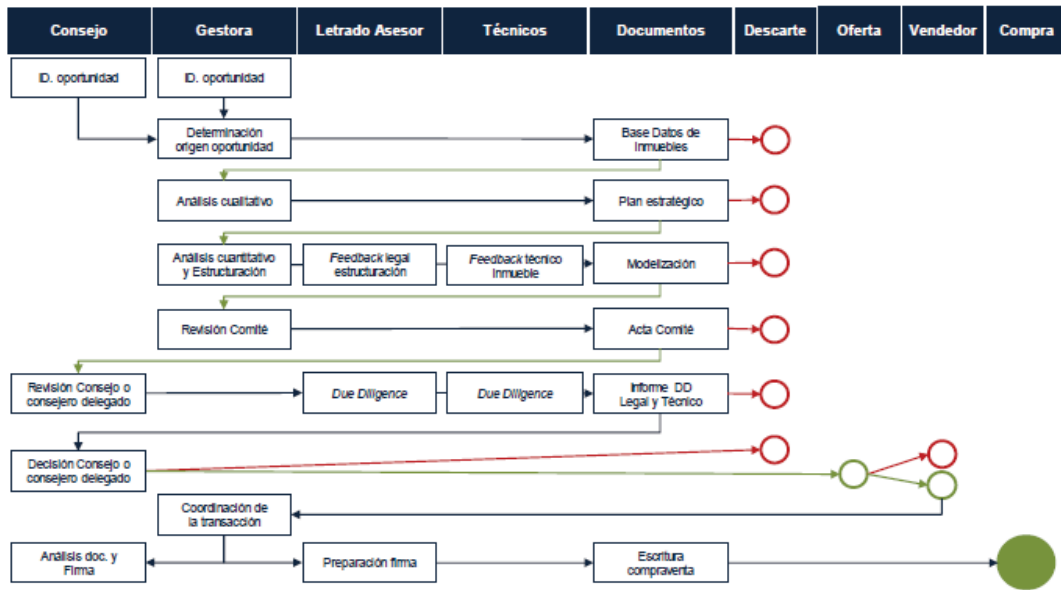 Consejo
Gestora
Letrado Asesor
Técnicos
Documentos
Descarte
Oferta
Vendedor
Compra
ID. oportunidad
ID. oportunidad
Determinación
origen oportunidad
Base Datos de
Inmuebles
Análisis cualitativo
Plan estratégico
Análisis cuantitativo
y Estructuración
Feedback legal
estructuración
Feedback técnico
Inmueble
Modelización
Revisión Comité
Acta Comité
Revisión Consejo o
consejero delegado
Due Diligence
Due Diligence
Informe DD
Legal y Técnico
Decisión Consejo o
consejero delegado
Coordinación de
la transacción
Análisis doc. y
Firma
Preparación firma
Escritura
compraventa